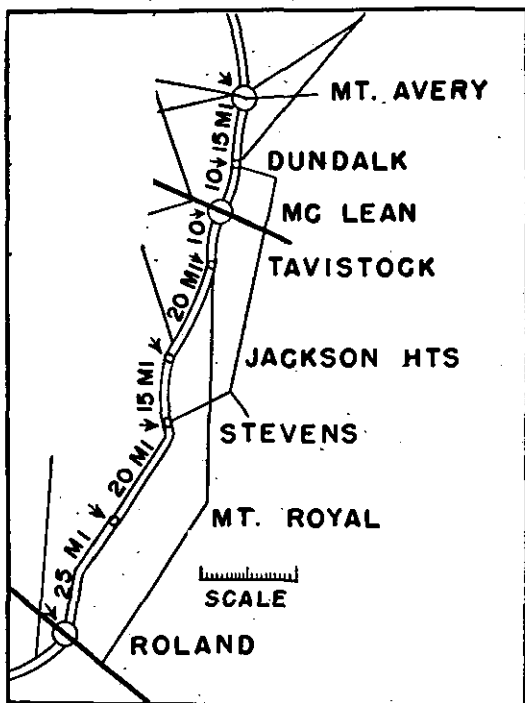 MT. AVERY
15 MI
DUNDALK
10
MC LEAN
10
TAVISTOCK
20 MI
JACKSON HTS
15 MI
STEVENS
20 MI
MT. ROYAL
25 MI
SCALE
ROLAND